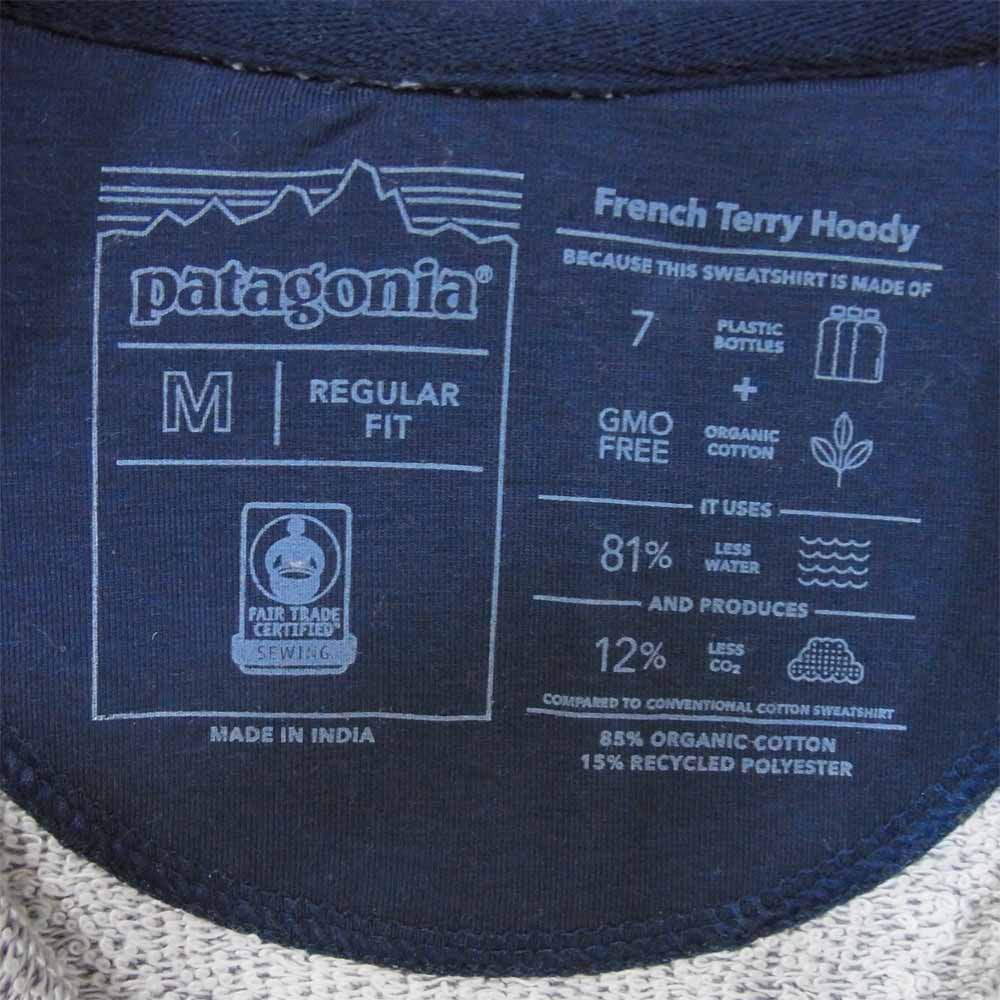 patagonia®
M
REGULAR
FIT
FAIR TRADE
CERTIFIED™
SEWING
MADE IN INDIA
French Terry Hoody
BECAUSE THIS SWEATSHIRT IS MADE OF
7 PLASTIC
BOTTLES
+
GMO
FREE
ORGANIC
COTTON
IT USES
81% LESS
WATER
AND PRODUCES
12% LESS
CO₂
COMPARED TO CONVENTIONAL COTTON SWEATSHIRT
85% ORGANIC COTTON
15% RECYCLED POLYESTER